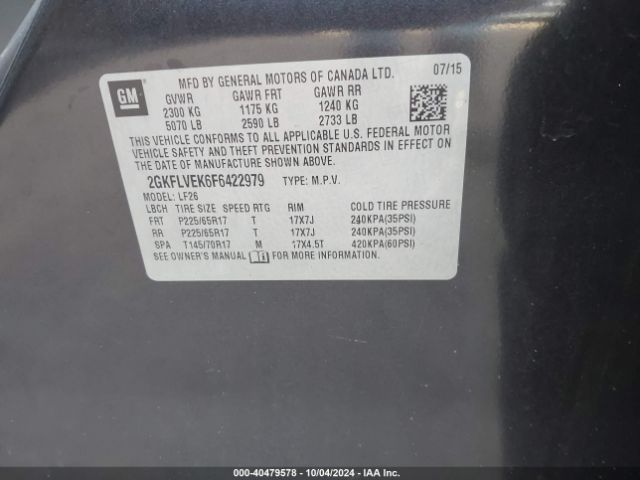 GM
MFD BY GENERAL MOTORS OF CANADA LTD. 07/15
GVWR GAWR FRT GAWR RR
2300 KG 1175 KG 1240 KG
5070 LB 2590 LB 2733 LB
THIS VEHICLE CONFORMS TO ALL APPLICABLE U.S. FEDERAL MOTOR
VEHICLE SAFETY AND THEFT PREVENTION STANDARDS IN EFFECT ON
THE DATE OF MANUFACTURE SHOWN ABOVE.
2GKFLVEK6F6422979 TYPE: M.P.V.
MODEL: LF26
LBCH TIRE SIZE SPEED RTG RIM COLD TIRE PRESSURE
FRT P225/65R17 T 17X7J 240KPA(35PSI)
RR P225/65R17 T 17X7J 240KPA(35PSI)
SPA T145/70R17 M 17X4.5T 420KPA(60PSI)
SEE OWNER'S MANUAL FOR MORE INFORMATION.
000-40479578 - 10/04/2024 - IAA Inc.